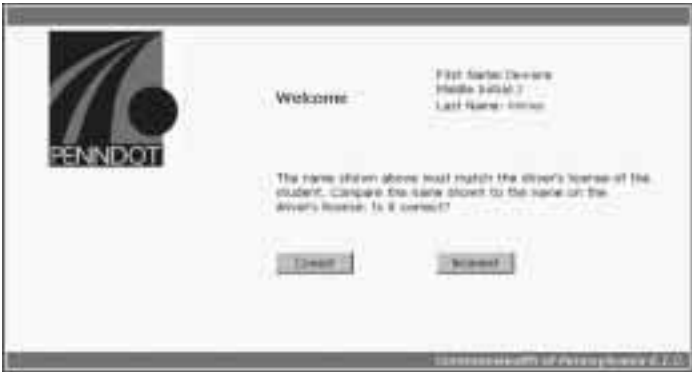 PENNDOT
Welcome
First Name:
Middle Initial: J
Last Name:
The name shown above must match the driver's license of the
student. Compare the name shown to the name on the
driver's license. Is it correct?
Correct
Incorrect
Commonwealth of Pennsylvania